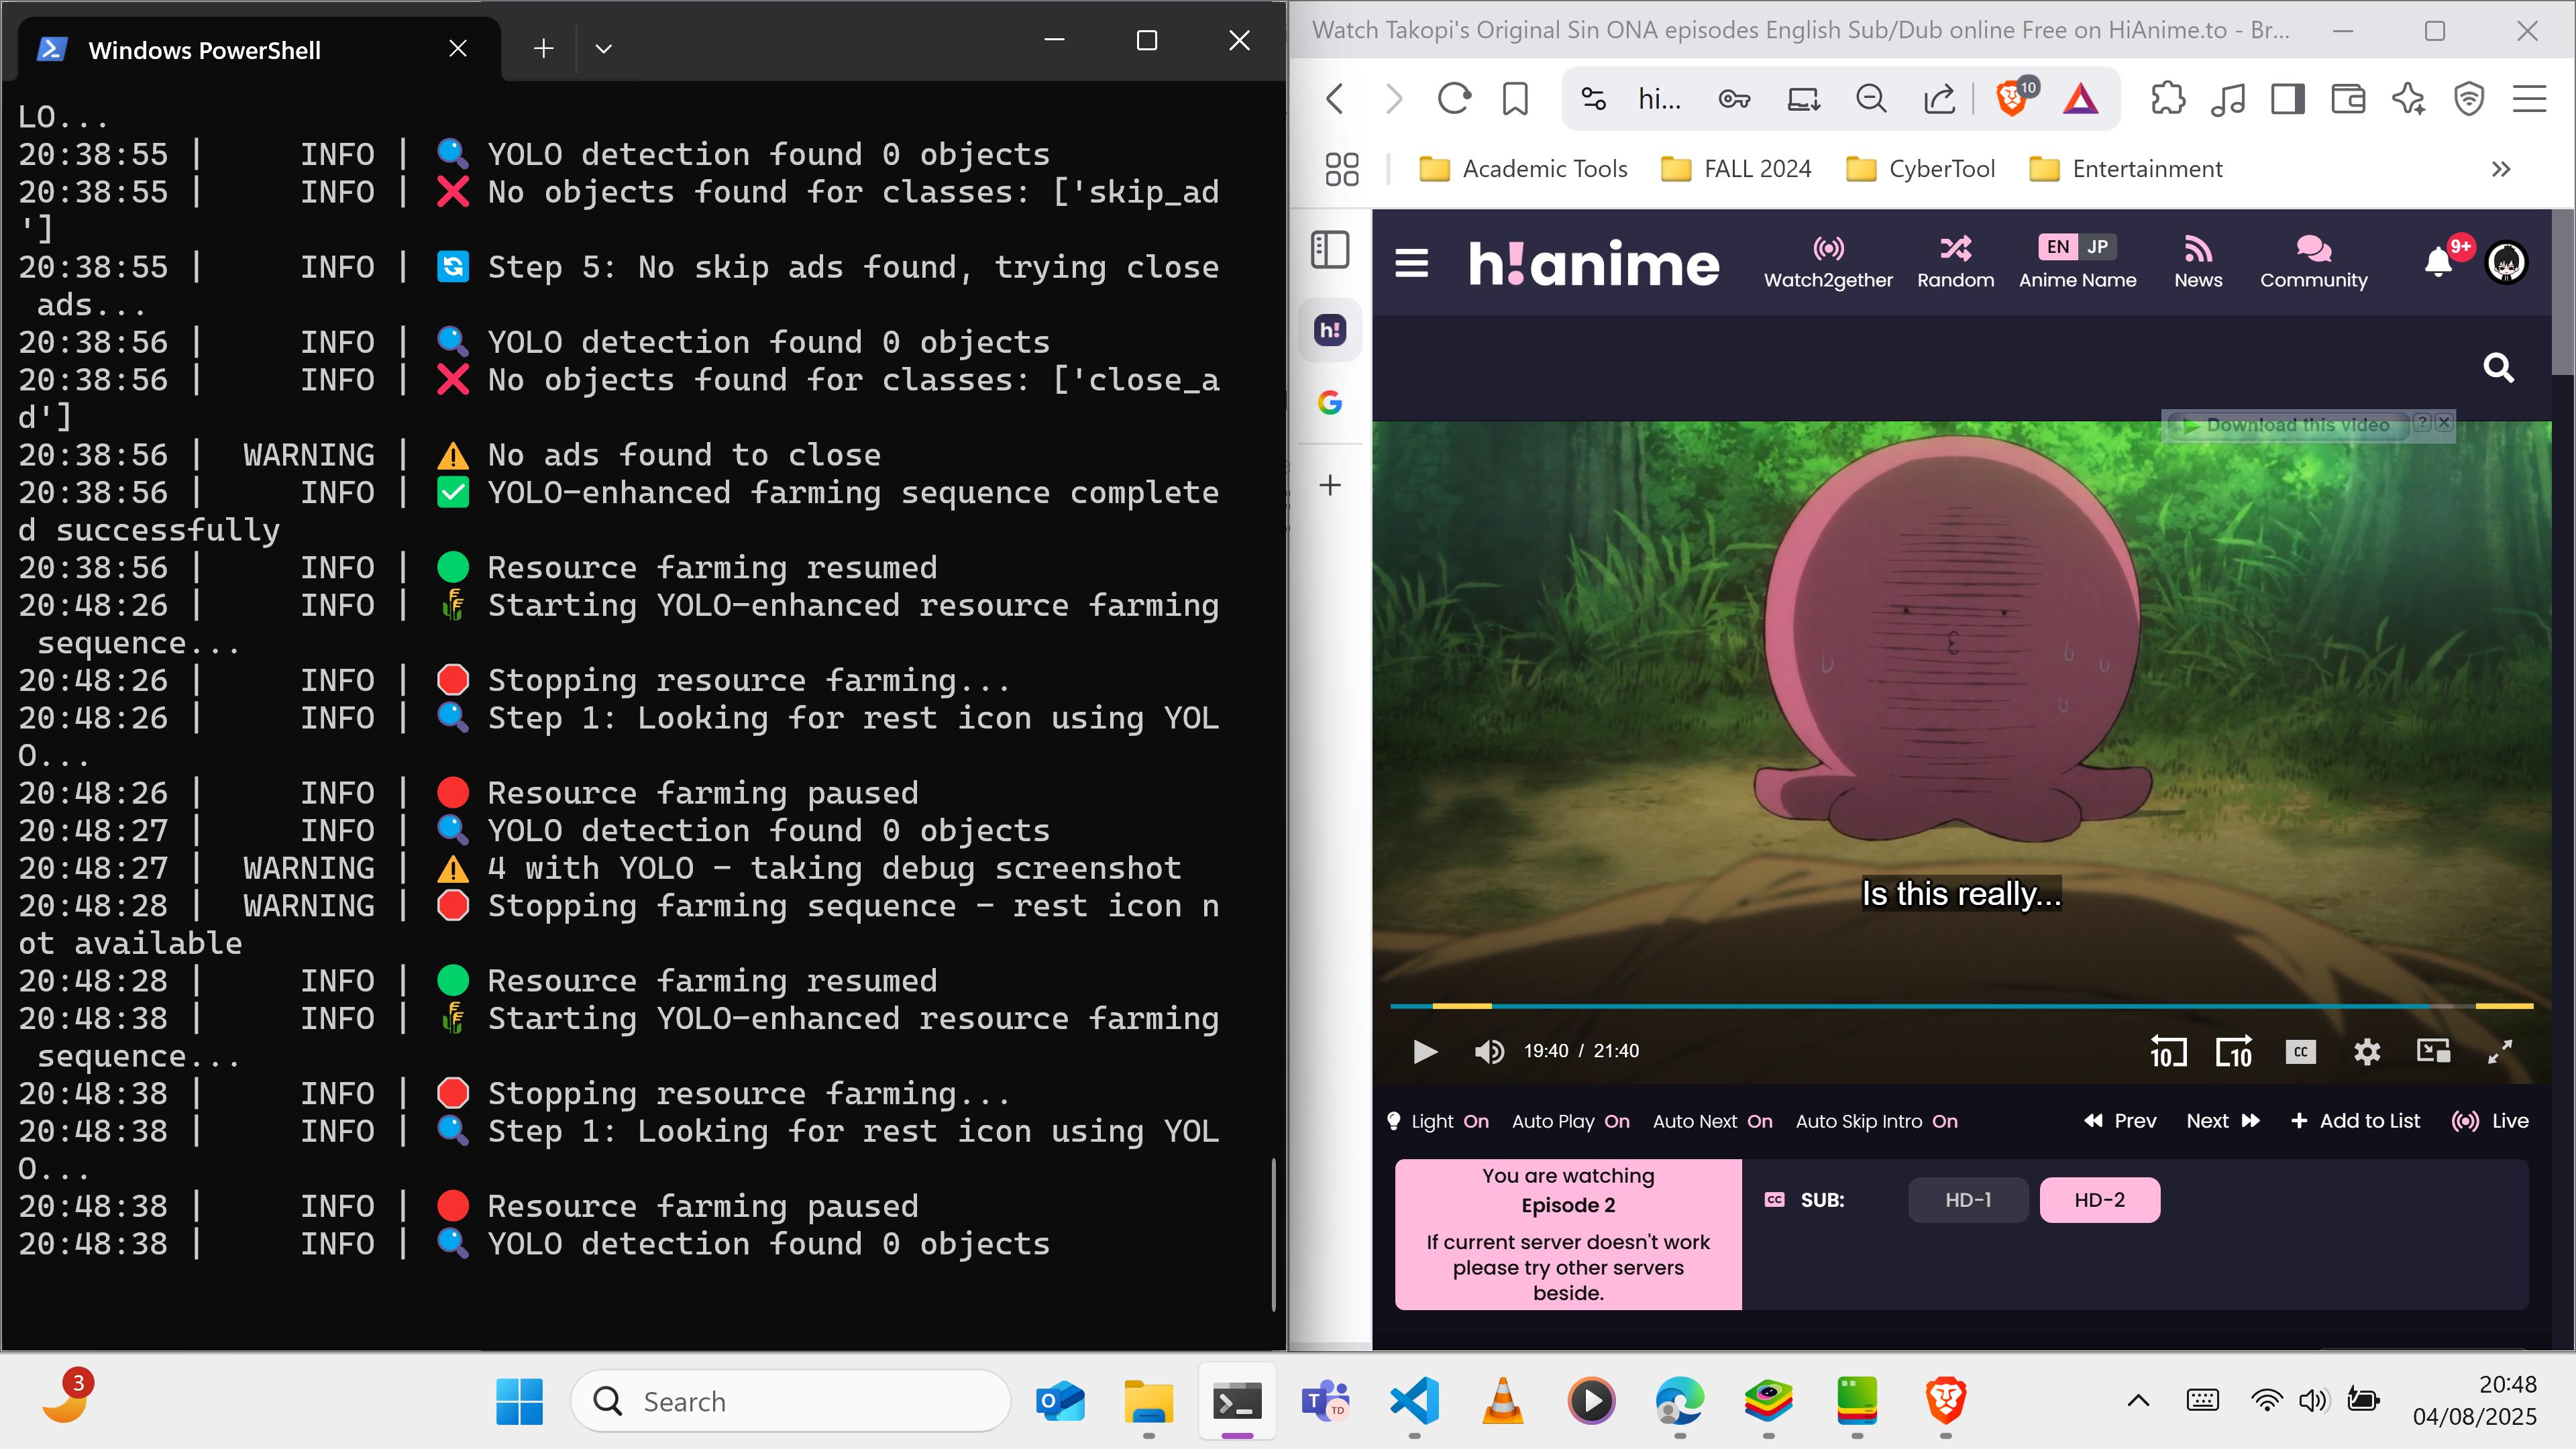 Windows PowerShell
LO...
20:38:55 | INFO | 🔍 YOLO detection found 0 objects
20:38:55 | INFO | ❌ No objects found for classes: ['skip_ad
']
20:38:55 | INFO | 🔄 Step 5: No skip ads found, trying close
ads...
20:38:56 | INFO | 🔍 YOLO detection found 0 objects
20:38:56 | INFO | ❌ No objects found for classes: ['close_a
d']
20:38:56 | WARNING | ⚠️ No ads found to close
20:38:56 | INFO | ✅ YOLO-enhanced farming sequence complete
d successfully
20:38:56 | INFO | 🟢 Resource farming resumed
20:48:26 | INFO | 🌾 Starting YOLO-enhanced resource farming
sequence...
20:48:26 | INFO | 🛑 Stopping resource farming...
20:48:26 | INFO | 🔍 Step 1: Looking for rest icon using YOL
O...
20:48:26 | INFO | 🔴 Resource farming paused
20:48:27 | INFO | 🔍 YOLO detection found 0 objects
20:48:27 | WARNING | ⚠️ 4 with YOLO - taking debug screenshot
20:48:28 | WARNING | 🛑 Stopping farming sequence - rest icon n
ot available
20:48:28 | INFO | 🟢 Resource farming resumed
20:48:38 | INFO | 🌾 Starting YOLO-enhanced resource farming
sequence...
20:48:38 | INFO | 🛑 Stopping resource farming...
20:48:38 | INFO | 🔍 Step 1: Looking for rest icon using YOL
O...
20:48:38 | INFO | 🔴 Resource farming paused
20:48:38 | INFO | 🔍 YOLO detection found 0 objects
Watch Takopi's Original Sin ONA episodes English Sub/Dub online Free on HiAnime.to - Br...
hi... 10
Academic Tools FALL 2024 CyberTool Entertainment
h!anime Watch2gether Random EN JP Anime Name News Community 9+
h!
Download this video ?
Is this really...
19:40 / 21:40 10 10 CC
Light On Auto Play On Auto Next On Auto Skip Intro On Prev Next Add to List Live
You are watching
Episode 2
If current server doesn't work
please try other servers
beside.
CC SUB: HD-1 HD-2
3 Search
T TD
20:48
04/08/2025